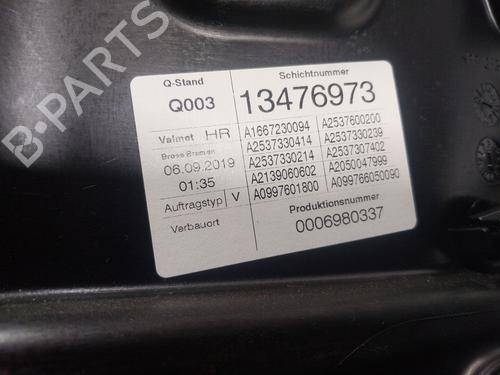 B-PARTS
Q-Stand
Q003
Schichtnummer
13476973
Valmet HR
Brose Bremen
06.09.2019
01:35
A1667230094 A2537600200
A2537330414 A2537330239
A2537330214 A2537307402
A2139060602 A2050047999
A0997601800 A099766050090
Auftragstyp V
Verbauort
Produktionsnummer
0006980337